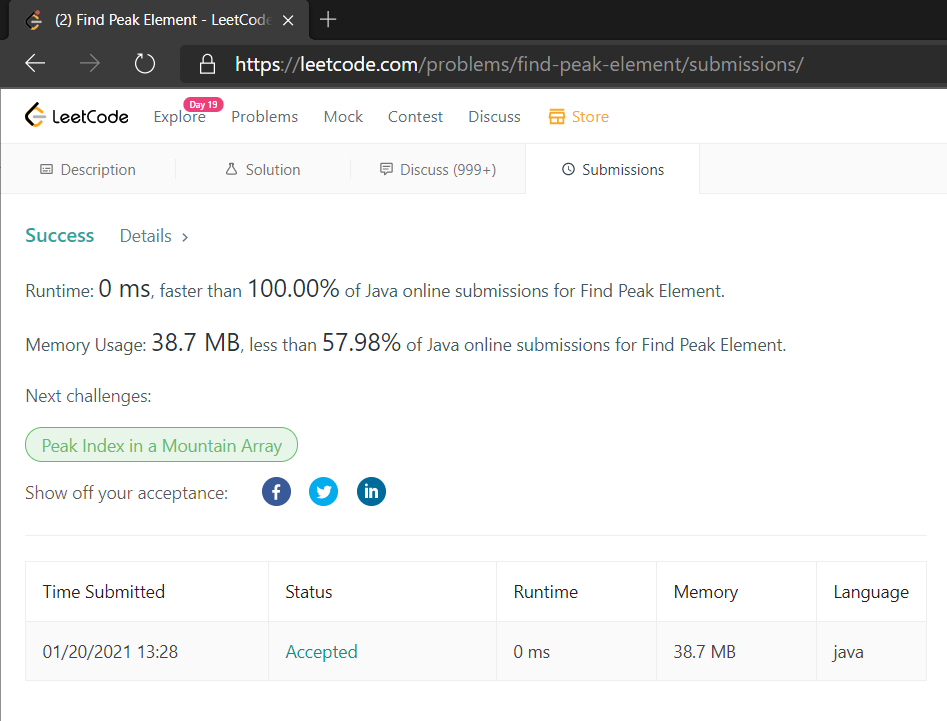 (2) Find Peak Element - LeetCode
https://leetcode.com/problems/find-peak-element/submissions/
LeetCode Explore Day 19 Problems Mock Contest Discuss Store
Description Solution Discuss (999+) Submissions
Success Details >
Runtime: 0 ms, faster than 100.00% of Java online submissions for Find Peak Element.
Memory Usage: 38.7 MB, less than 57.98% of Java online submissions for Find Peak Element.
Next challenges:
Peak Index in a Mountain Array
Show off your acceptance:
Time Submitted Status Runtime Memory Language
01/20/2021 13:28 Accepted 0 ms 38.7 MB java